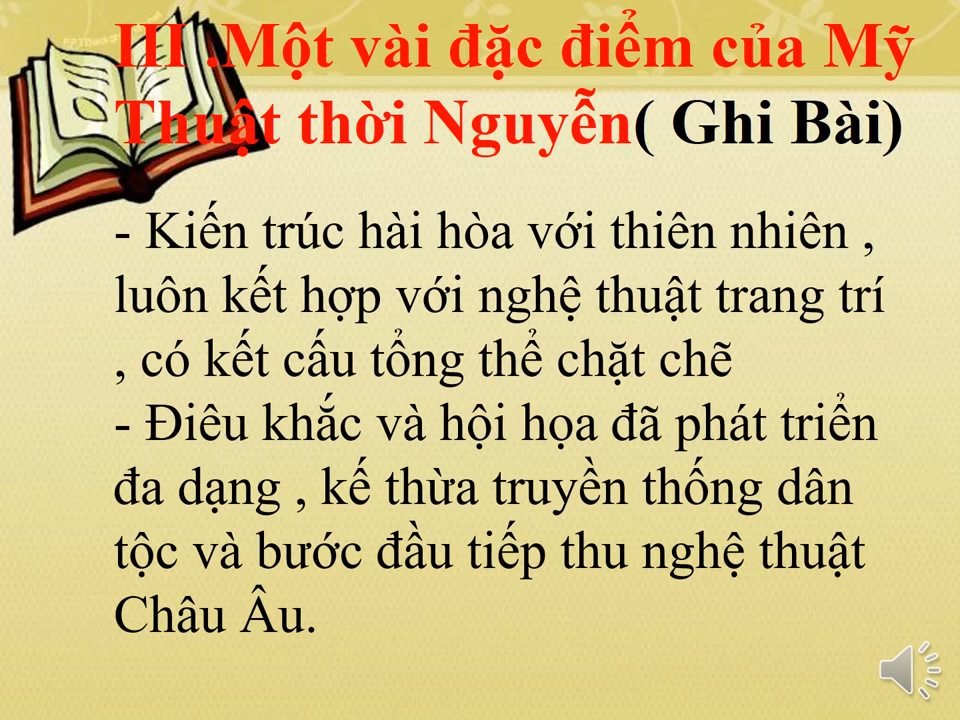 III .Một vài đặc điểm của Mỹ
Thuật thời Nguyễn( Ghi Bài)
- Kiến trúc hài hòa với thiên nhiên ,
luôn kết hợp với nghệ thuật trang trí
, có kết cấu tổng thể chặt chẽ
- Điêu khắc và hội họa đã phát triển
đa dạng , kế thừa truyền thống dân
tộc và bước đầu tiếp thu nghệ thuật
Châu Âu.